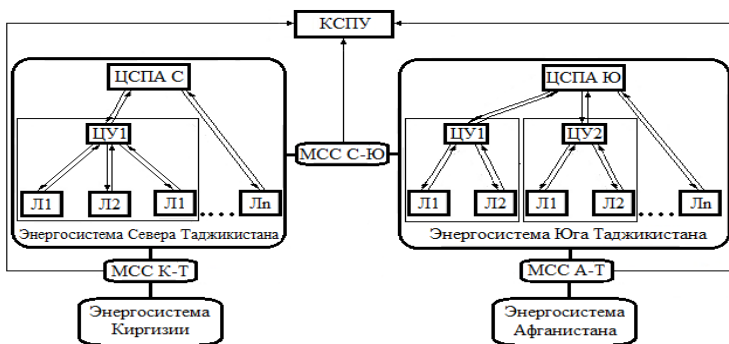 КСПУ
ЦСПА С
ЦСПА Ю
ЦУ1
ЦУ1
ЦУ2
МСС С-Ю
Л1
Л2
Л1
Лn
Л1
Л2
Л1
Л2
Лn
Энергосистема Севера Таджикистана
Энергосистема Юга Таджикистана
МСС К-Т
МСС А-Т
Энергосистема
Киргизии
Энергосистема
Афганистана